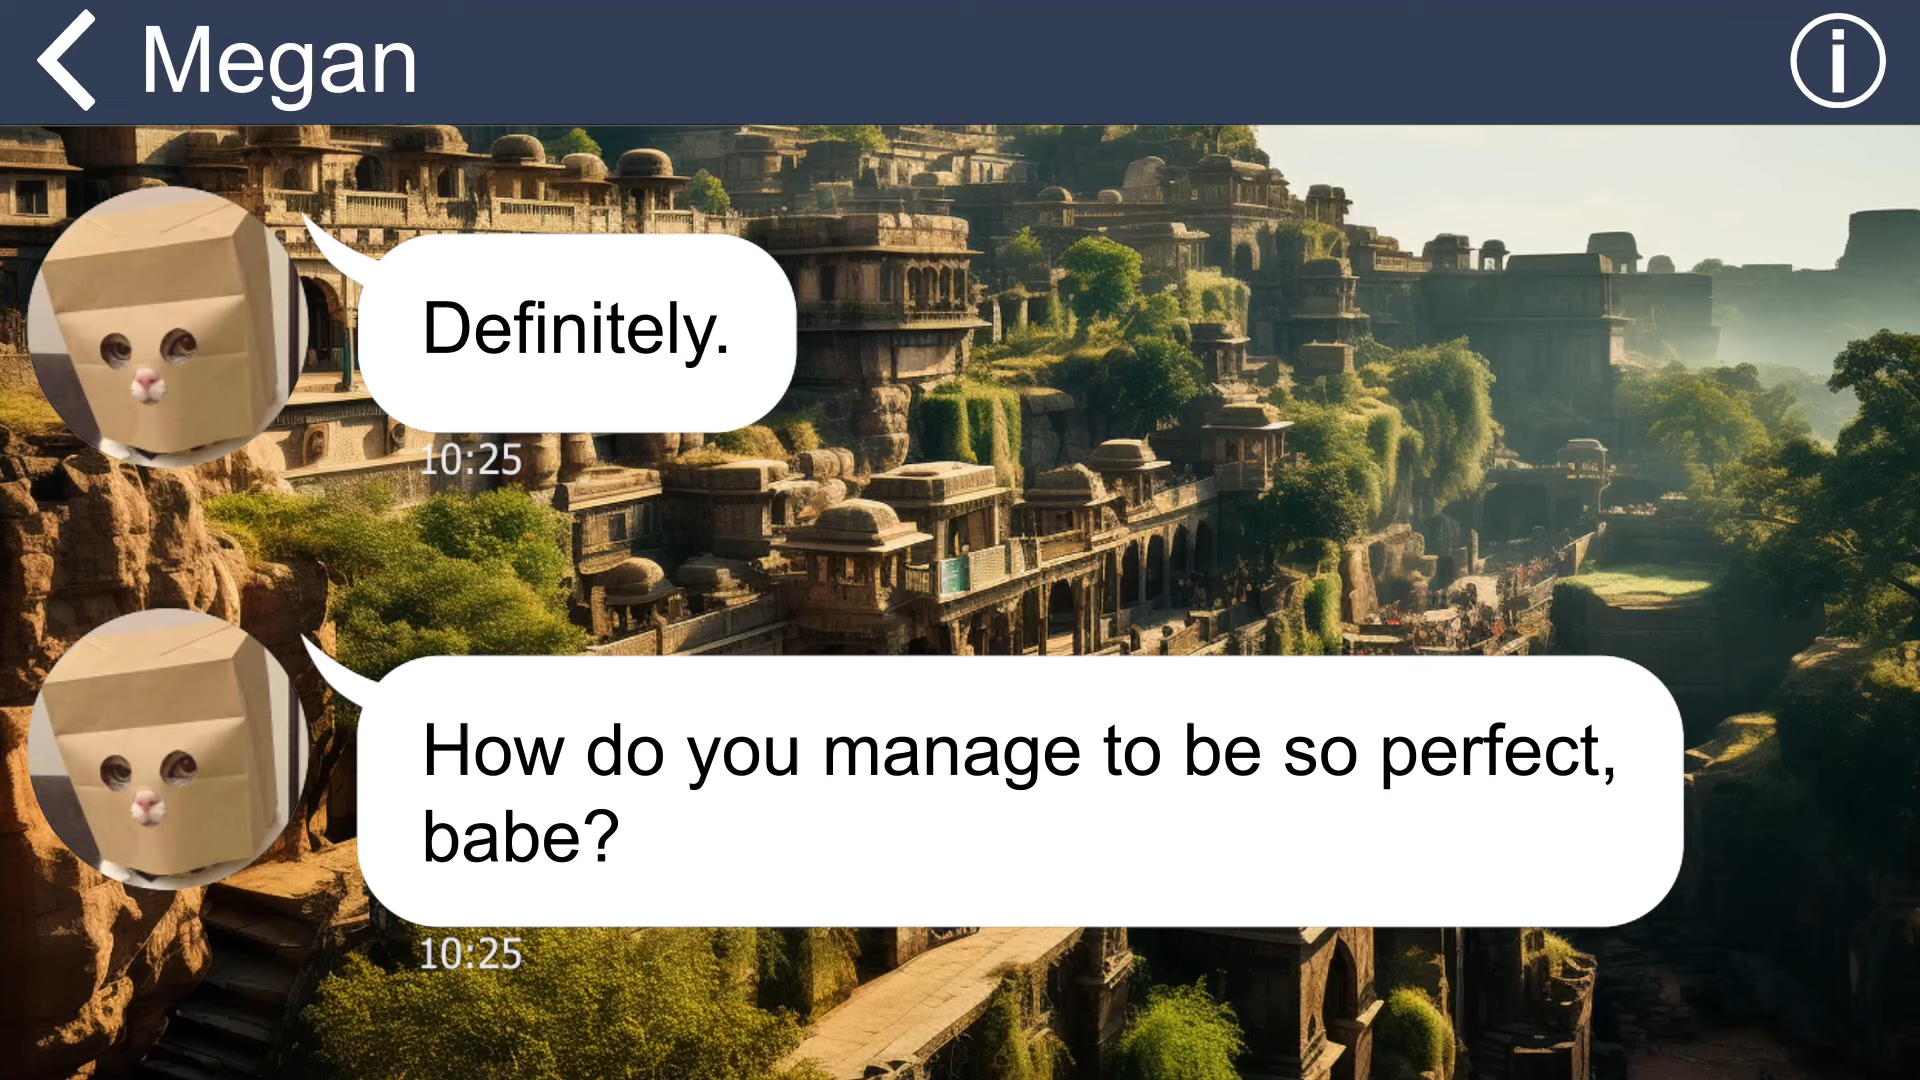 Megan
Definitely.
10:25
How do you manage to be so perfect,
babe?
10:25